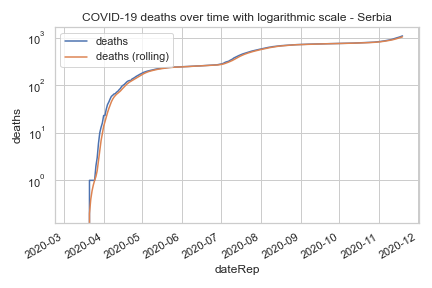 COVID-19 deaths over time with logarithmic scale - Serbia
deaths
deaths (rolling)
10³
10²
10¹
10⁰
deaths
2020-03
2020-04
2020-05
2020-06
2020-07
2020-08
2020-09
2020-10
2020-11
2020-12
dateRep